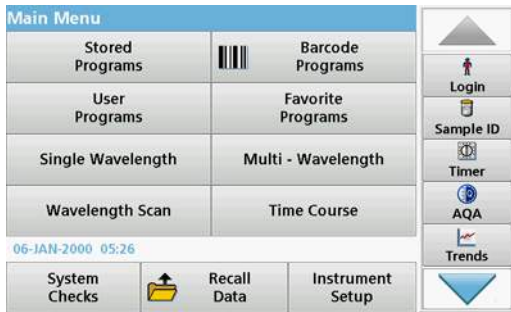 Main Menu
Stored
Programs
Barcode
Programs
User
Programs
Favorite
Programs
Single Wavelength
Multi - Wavelength
Wavelength Scan
Time Course
06-JAN-2000 05:26
System
Checks
Recall
Data
Instrument
Setup
Login
Sample ID
Timer
AQA
Trends